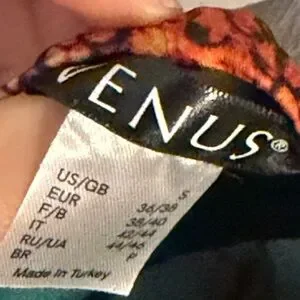 VENUS®
US/GB S
EUR 36/38
F/B 38/40
IT 42/44
RU/UA 44/46
BR P
Made In Turkey